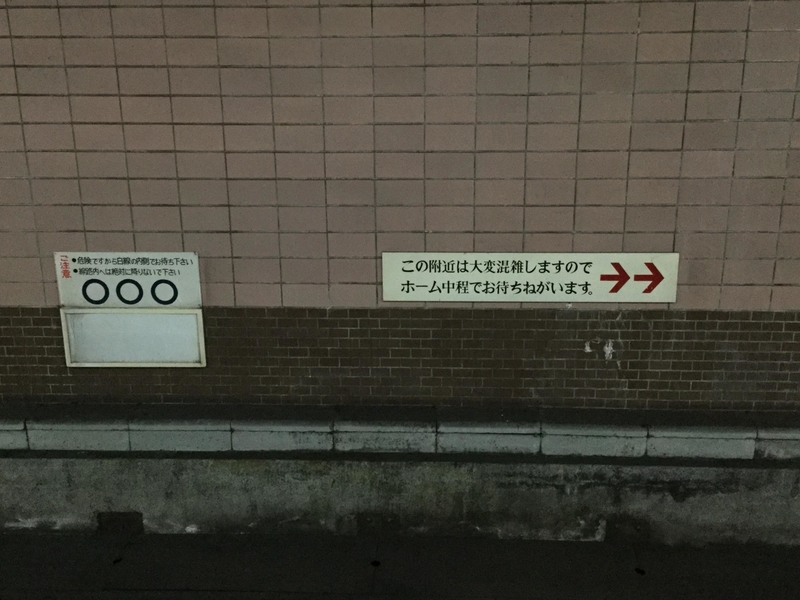 ご注意
●危険ですから白線の内側でお待ち下さい
●線路内へは絶対に降りないで下さい
○○○
この附近は大変混雑しますので
ホーム中程でお待ちねがいます。